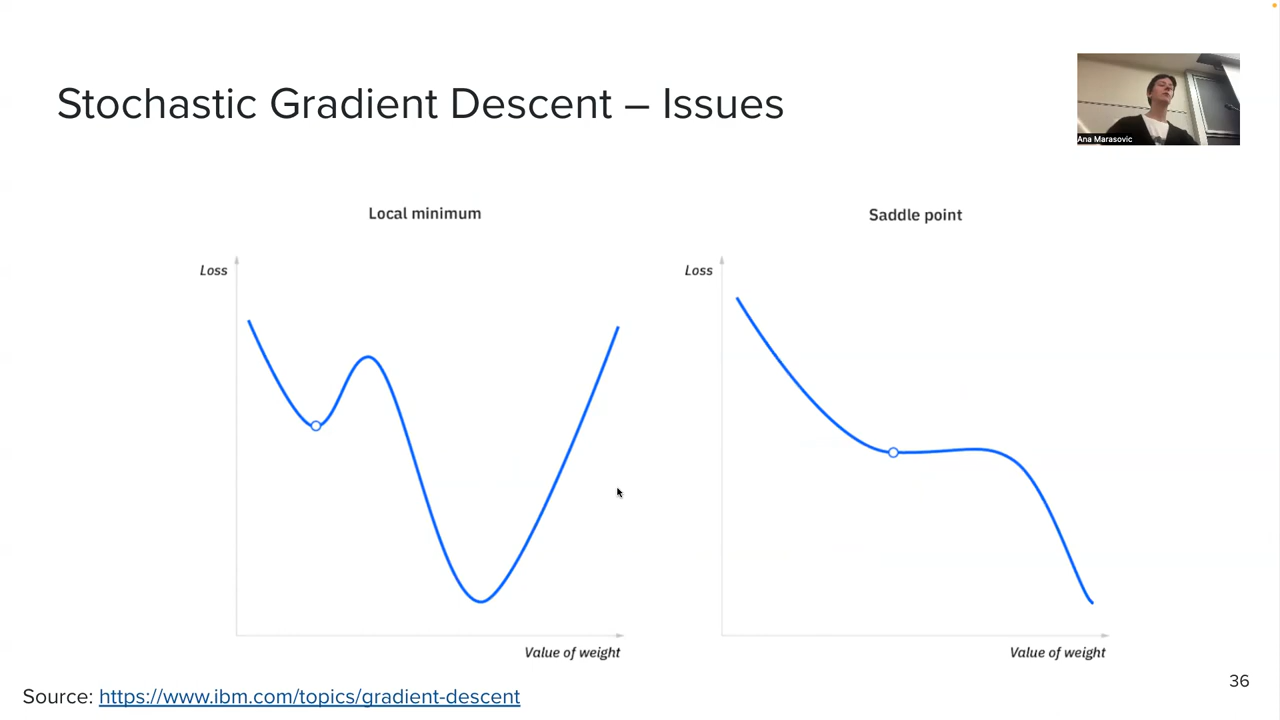 Stochastic Gradient Descent – Issues
Ana Marasovic
Local minimum
Saddle point
Loss
Loss
Value of weight
Value of weight
36
Source: https://www.ibm.com/topics/gradient-descent